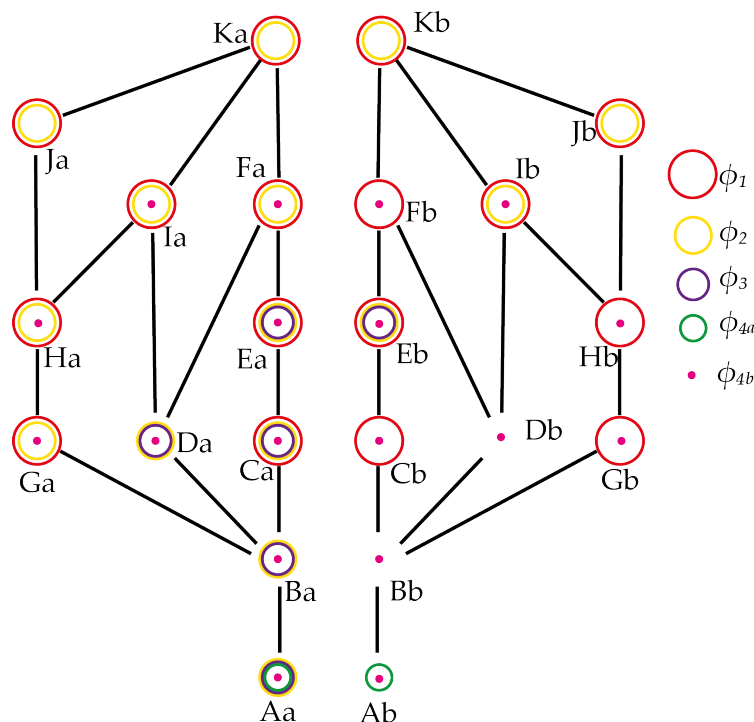 Ka Kb
Ja Jb
Fa Ib
Ia Fb
ϕ1
ϕ2
ϕ3
ϕ4a
ϕ4b
Ha Ea Eb Hb
Ga Da Ca Cb Db Gb
Ba Bb
Aa Ab